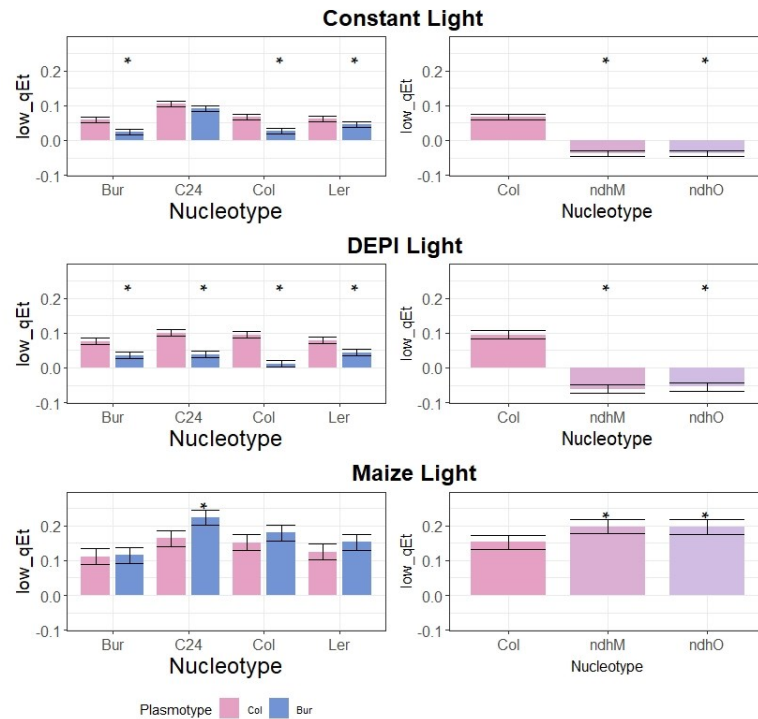 Constant Light
low_qEt
0.2
0.1
0.0
-0.1
*
*
*
Bur
C24
Col
Ler
Nucleotype
low_qEt
0.2
0.1
0.0
-0.1
*
*
Col
ndhM
ndhO
Nucleotype
DEPI Light
low_qEt
0.2
0.1
0.0
-0.1
*
*
*
*
Bur
C24
Col
Ler
Nucleotype
low_qEt
0.2
0.1
0.0
-0.1
*
*
Col
ndhM
ndhO
Nucleotype
Maize Light
low_qEt
0.2
0.1
0.0
-0.1
*
Bur
C24
Col
Ler
Nucleotype
low_qEt
0.2
0.1
0.0
-0.1
*
*
Col
ndhM
ndhO
Nucleotype
Plasmotype Col Bur